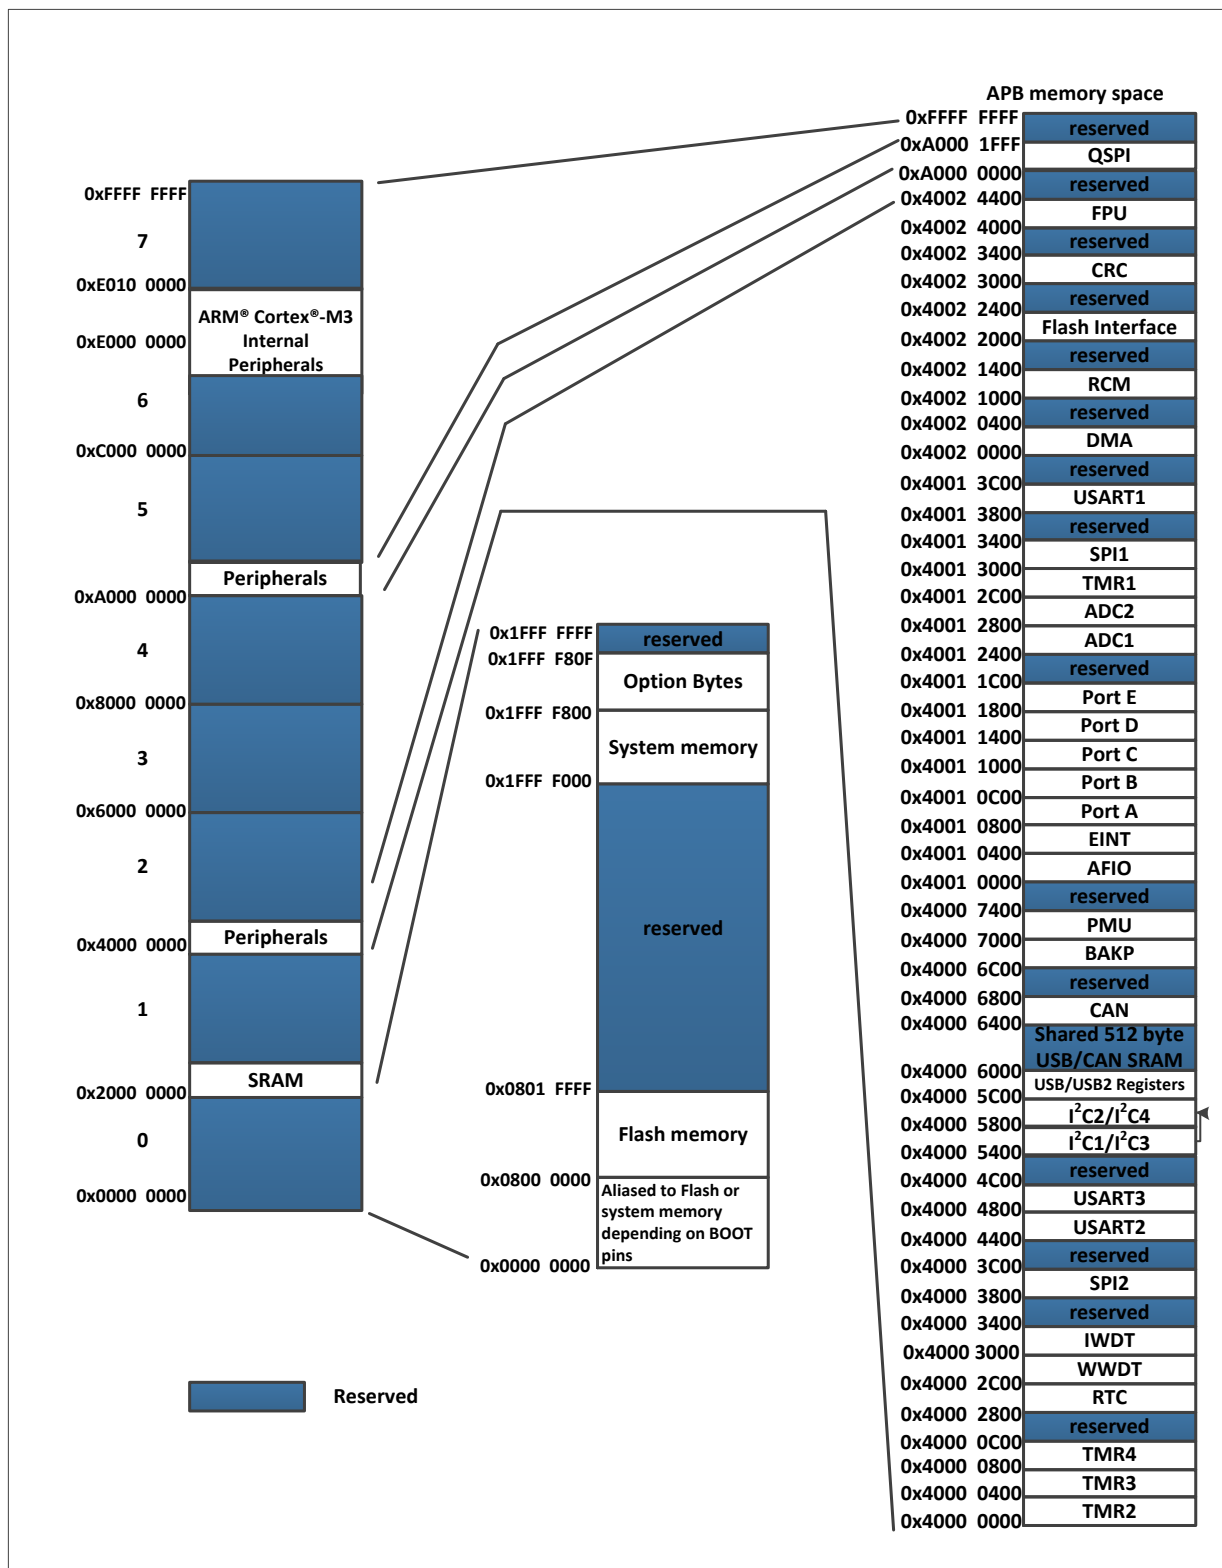 APB memory space
0xFFFF FFFF
7
0xE010 0000
ARM® Cortex®-M3
Internal
Peripherals
0xE000 0000
6
0xC000 0000
5
Peripherals
0xA000 0000
4
0x8000 0000
3
0x6000 0000
2
Peripherals
0x4000 0000
1
SRAM
0x2000 0000
0
0x0000 0000
Reserved
0x1FFF FFFF
reserved
0x1FFF F80F
Option Bytes
0x1FFF F800
System memory
0x1FFF F000
reserved
0x0801 FFFF
Flash memory
0x0800 0000
Aliased to Flash or
system memory
depending on BOOT
pins
0x0000 0000
0xFFFF FFFF
reserved
0xA000 1FFF
QSPI
0xA000 0000
reserved
0x4002 4400
FPU
0x4002 4000
reserved
0x4002 3400
CRC
0x4002 3000
reserved
0x4002 2400
Flash Interface
0x4002 2000
reserved
0x4002 1400
RCM
0x4002 1000
reserved
0x4002 0400
DMA
0x4002 0000
reserved
0x4001 3C00
USART1
0x4001 3800
reserved
0x4001 3400
SPI1
0x4001 3000
TMR1
0x4001 2C00
ADC2
0x4001 2800
ADC1
0x4001 2400
reserved
0x4001 1C00
Port E
0x4001 1800
Port D
0x4001 1400
Port C
0x4001 1000
Port B
0x4001 0C00
Port A
0x4001 0800
EINT
0x4001 0400
AFIO
0x4001 0000
reserved
0x4000 7400
PMU
0x4000 7000
BAKP
0x4000 6C00
reserved
0x4000 6800
CAN
0x4000 6400
Shared 512 byte
USB/CAN SRAM
0x4000 6000
USB/USB2 Registers
0x4000 5C00
I²C2/I²C4
0x4000 5800
I²C1/I²C3
0x4000 5400
reserved
0x4000 4C00
USART3
0x4000 4800
USART2
0x4000 4400
reserved
0x4000 3C00
SPI2
0x4000 3800
reserved
0x4000 3400
IWDT
0x4000 3000
WWDT
0x4000 2C00
RTC
0x4000 2800
reserved
0x4000 0C00
TMR4
0x4000 0800
TMR3
0x4000 0400
TMR2
0x4000 0000